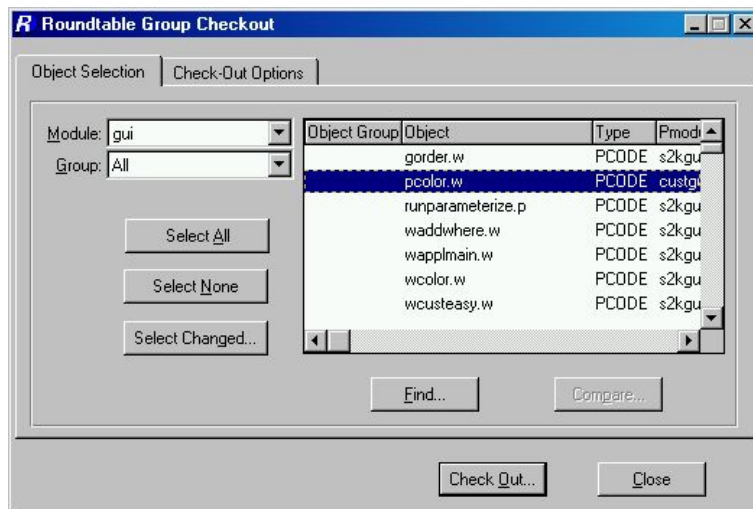 Roundtable Group Checkout
Object Selection Check-Out Options
Module: gui
Group: All
Select All
Select None
Select Changed...
Object Group Object Type Pmodu
gorder.w PCODE s2kgu
pcolor.w PCODE custg
runparameterize.p PCODE s2kgu
waddwhere.w PCODE s2kgu
wapplmain.w PCODE s2kgu
wcolor.w PCODE s2kgu
wcusteasy.w PCODE s2kgu
Find... Compare...
Check Out... Close